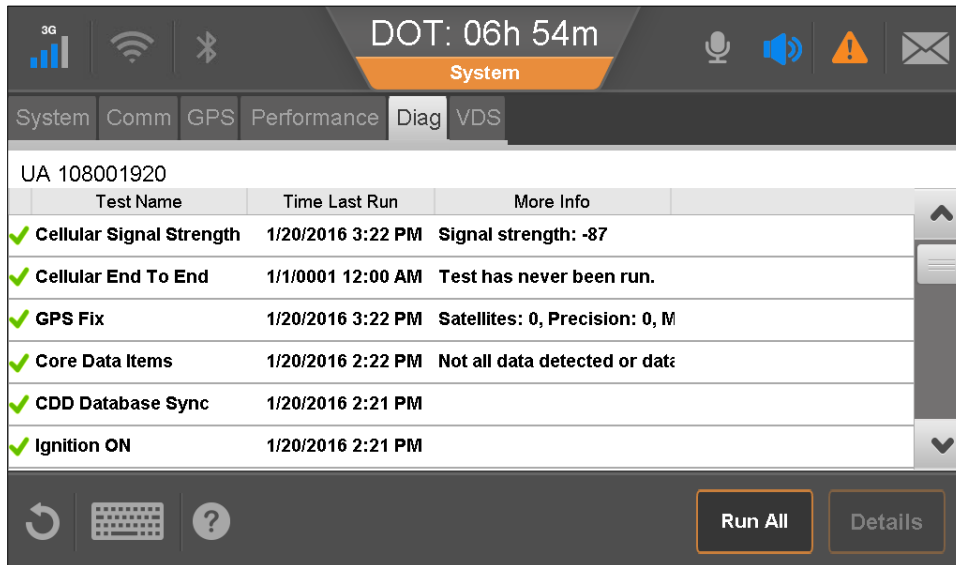 3G
DOT: 06h 54m
System
System Comm GPS Performance Diag VDS
UA 108001920
Test Name Time Last Run More Info
Cellular Signal Strength 1/20/2016 3:22 PM Signal strength: -87
Cellular End To End 1/1/0001 12:00 AM Test has never been run.
GPS Fix 1/20/2016 3:22 PM Satellites: 0, Precision: 0, M
Core Data Items 1/20/2016 2:22 PM Not all data detected or data
CDD Database Sync 1/20/2016 2:21 PM
Ignition ON 1/20/2016 2:21 PM
Run All Details